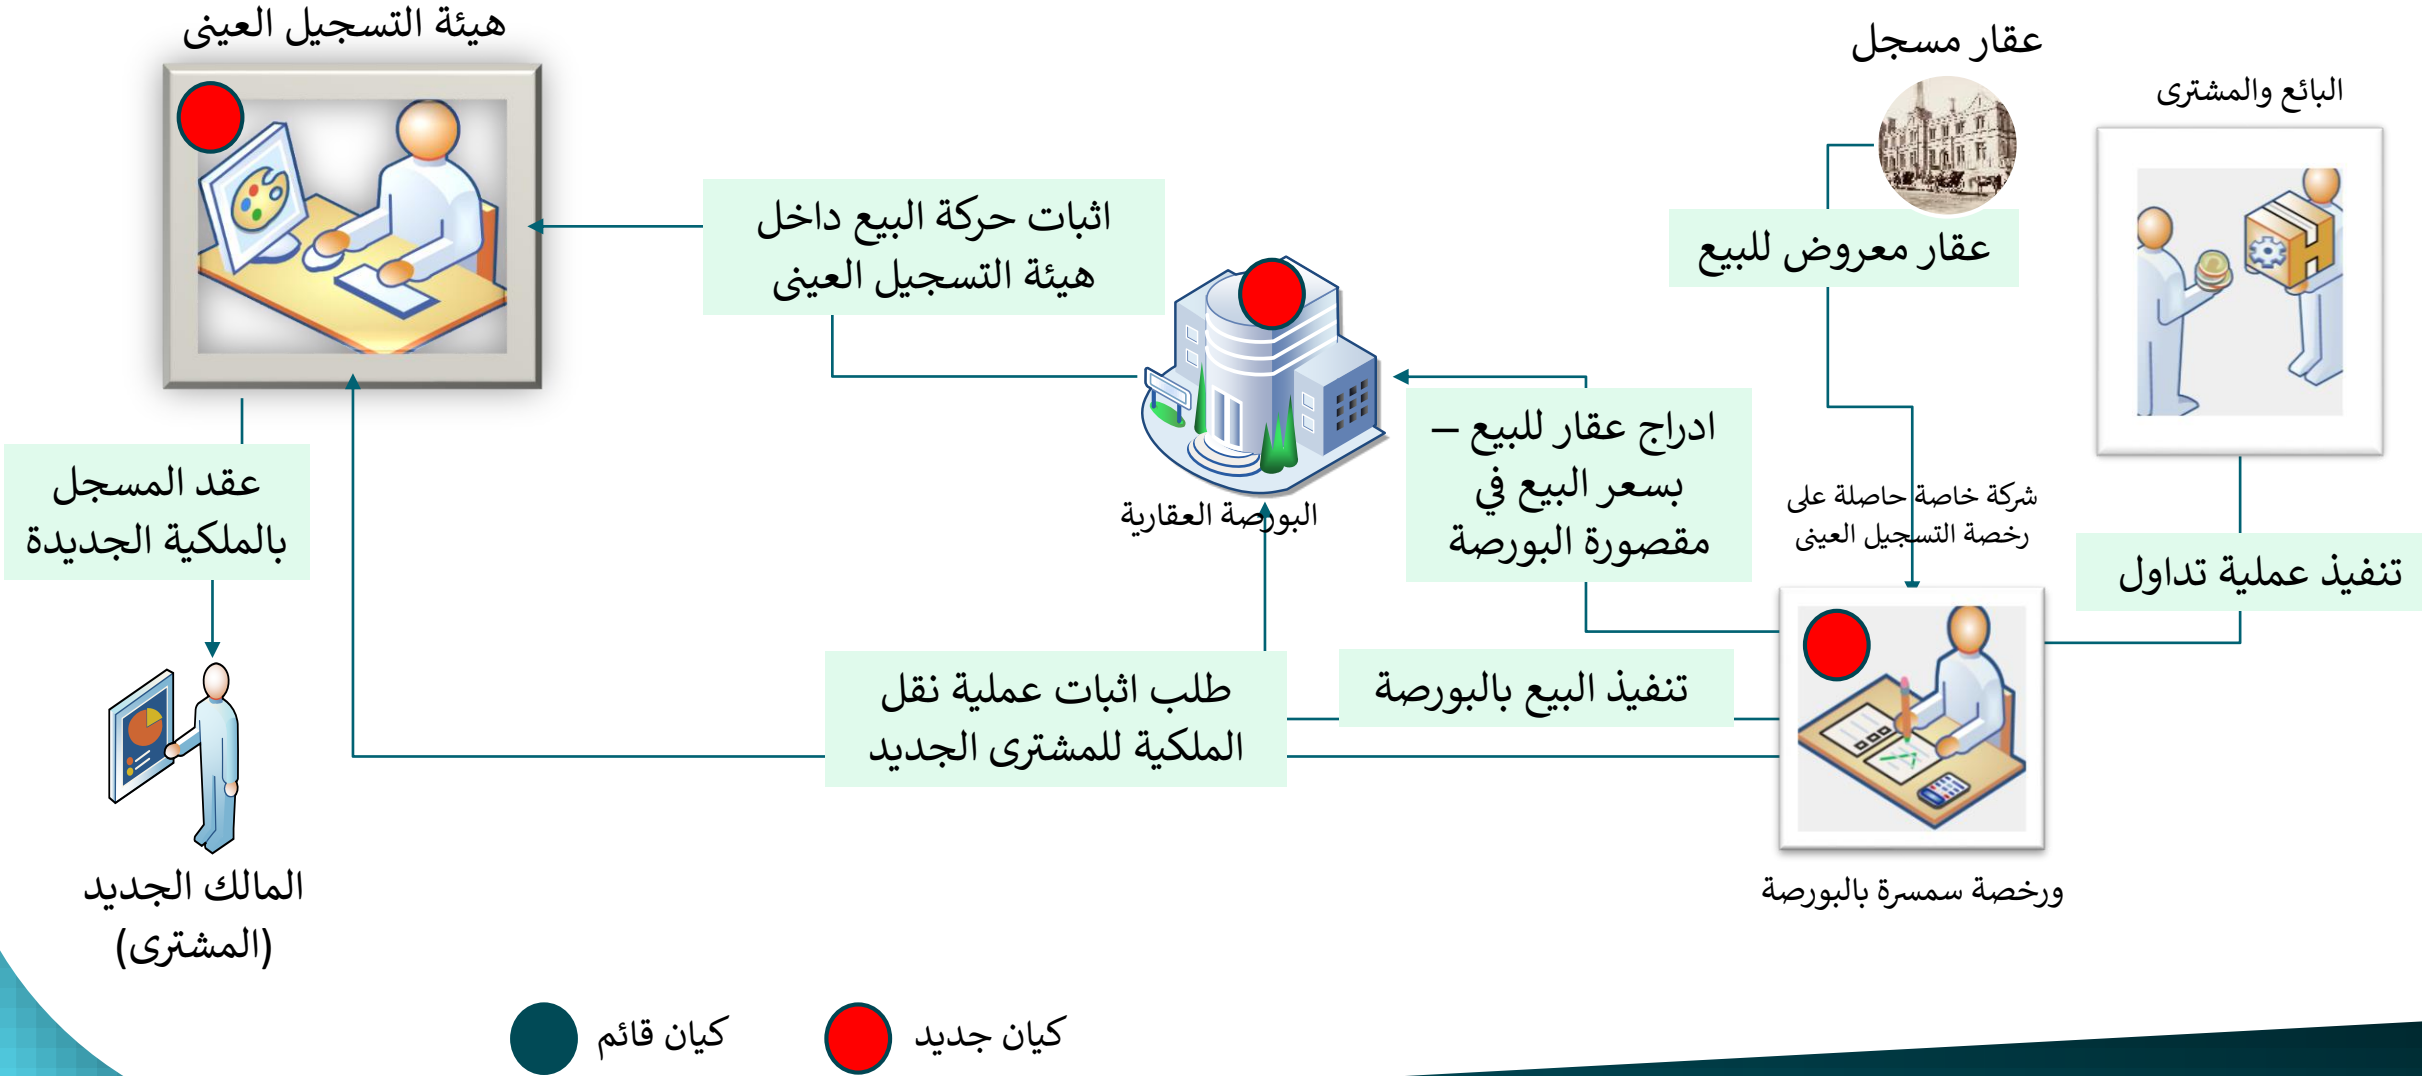 هيئة التسجيل العينى
عقار مسجل
البائع والمشترى
عقار معروض للبيع
اثبات حركة البيع داخل
هيئة التسجيل العينى
ادراج عقار للبيع –
بسعر البيع في
مقصورة البورصة
البورصة العقارية
شركة خاصة حاصلة على
رخصة التسجيل العينى
تنفيذ عملية تداول
عقد المسجل
بالملكية الجديدة
تنفيذ البيع بالبورصة
طلب اثبات عملية نقل
الملكية للمشترى الجديد
ورخصة سمسرة بالبورصة
المالك الجديد
(المشترى)
كيان جديد
كيان قائم